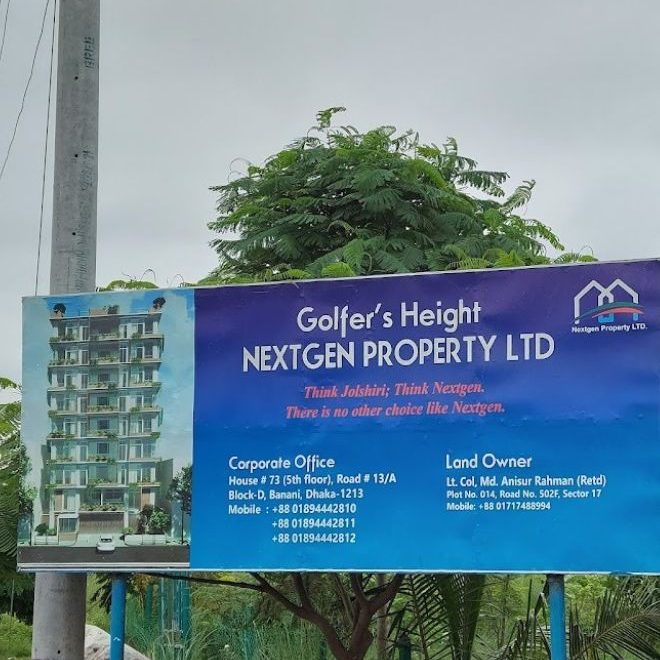 BREB
Golfer's Height
NEXTGEN PROPERTY LTD
Nextgen Property LTD.
Think Jolshiri; Think Nextgen.
There is no other choice like Nextgen.
Corporate Office
House # 73 (5th floor), Road # 13/A
Block-D, Banani, Dhaka-1213
Mobile : +88 01894442810
+88 01894442811
+88 01894442812
Land Owner
Lt. Col, Md. Anisur Rahman (Retd)
Plot No. 014, Road No. 502F, Sector 17
Mobile: +88 01717488994